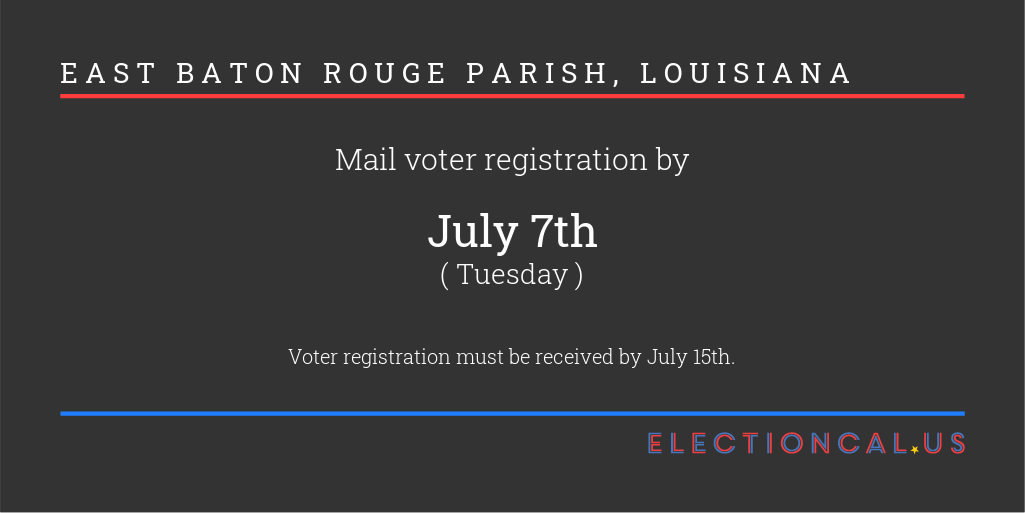 EAST BATON ROUGE PARISH, LOUISIANA
Mail voter registration by
July 7th
( Tuesday )
Voter registration must be received by July 15th.
ELECTIONCAL.US